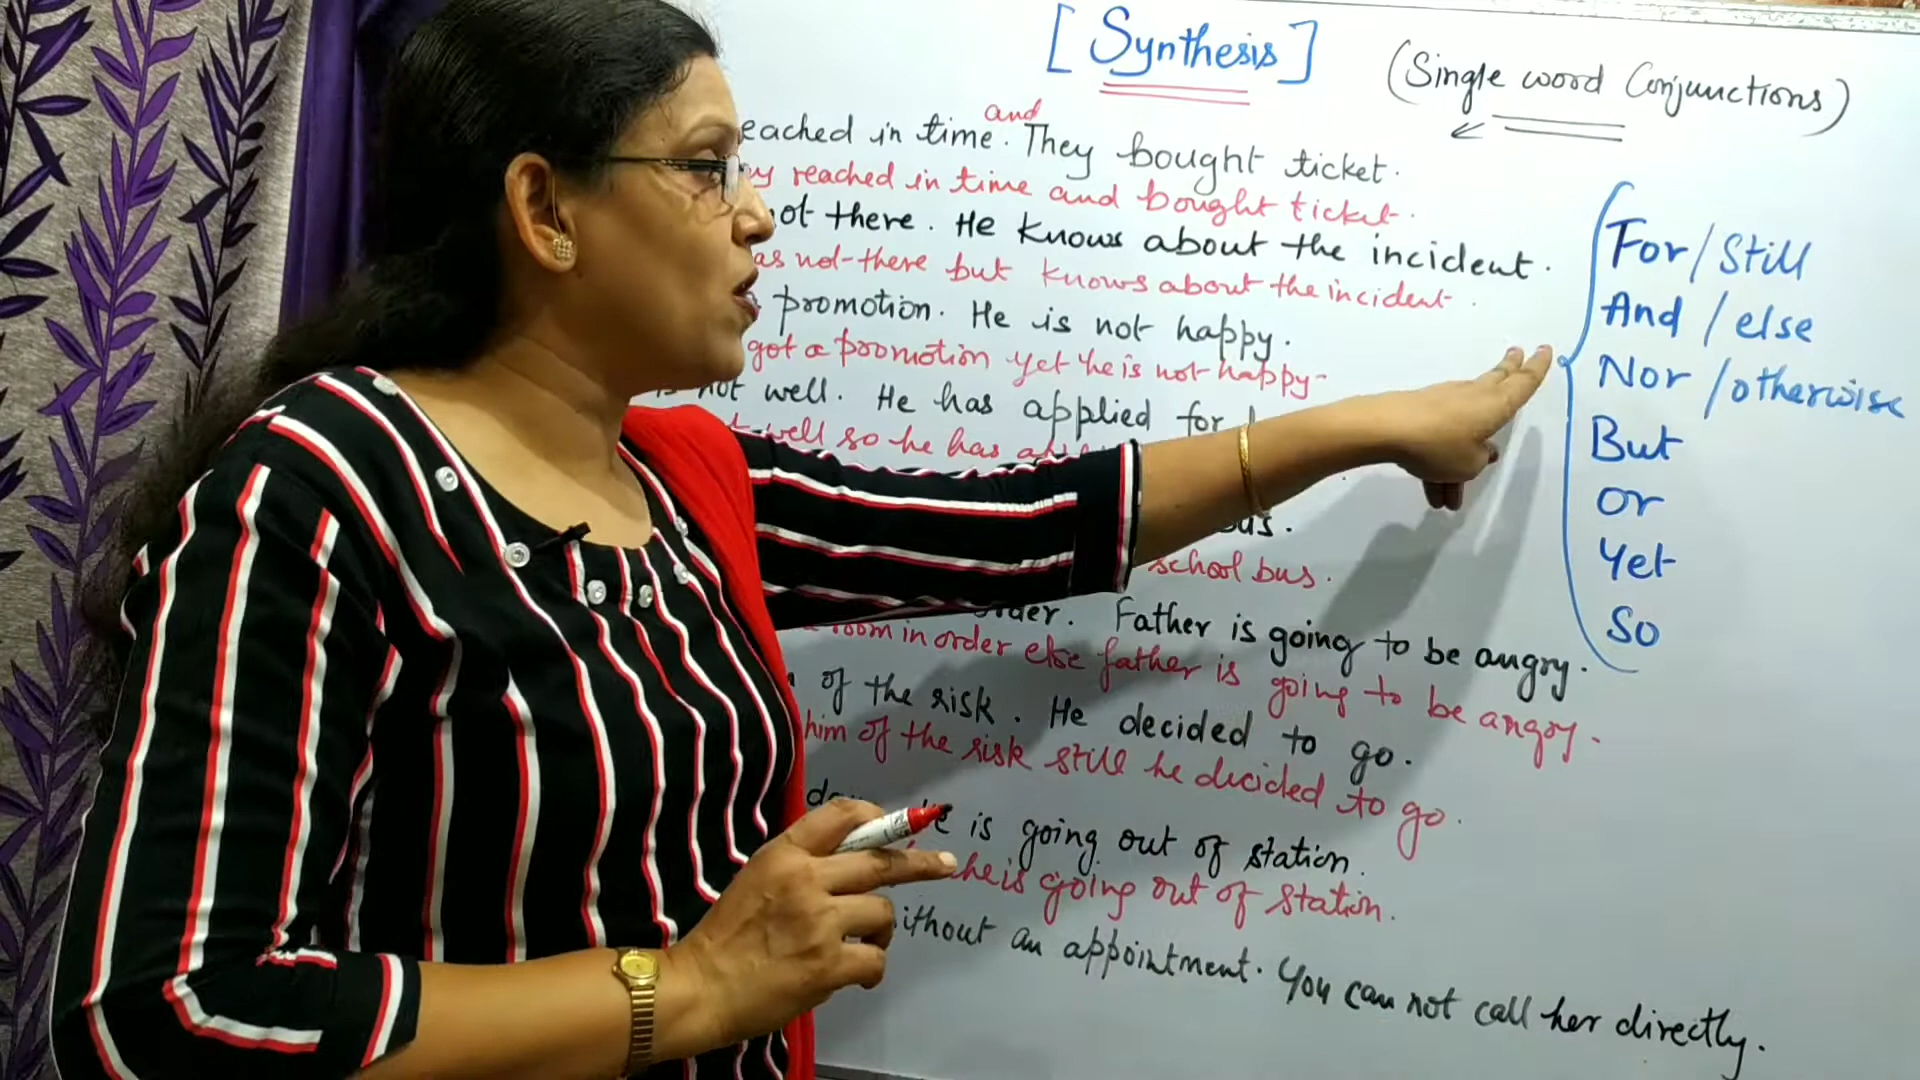 [Synthesis]
(Single word Conjunctions)
and
eached in time. They bought ticket.
reached in time and bought ticket.
not there. He knows about the incident.
as not there but knows about the incident.
promotion. He is not happy.
got a promotion yet he is not happy-
not well. He has applied for
well so he has
school bus.
order. Father is going to be angry.
room in order else father is going to be angry.
of the risk. He decided to go.
him of the risk still he decided to go.
is going out of station.
he is going out of station.
ithout an appointment. You can not call her directly.
For / Still
And / else
Nor / otherwise
But
or
Yet
So